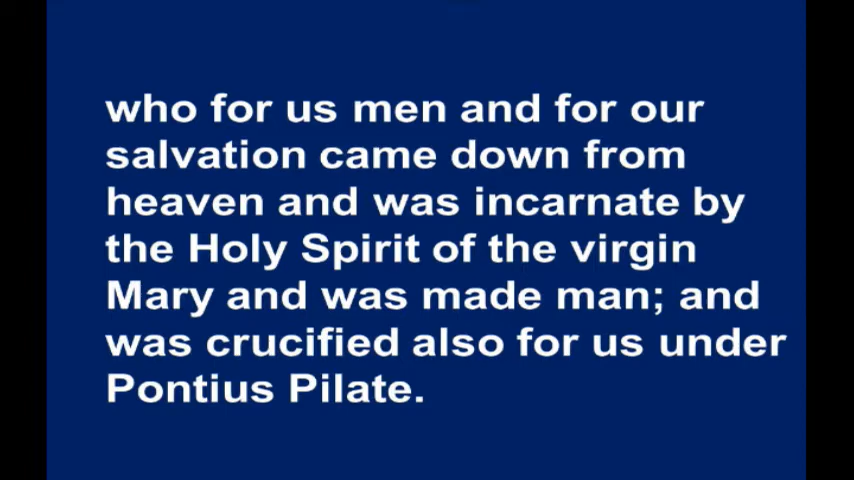 who for us men and for our
salvation came down from
heaven and was incarnate by
the Holy Spirit of the virgin
Mary and was made man; and
was crucified also for us under
Pontius Pilate.